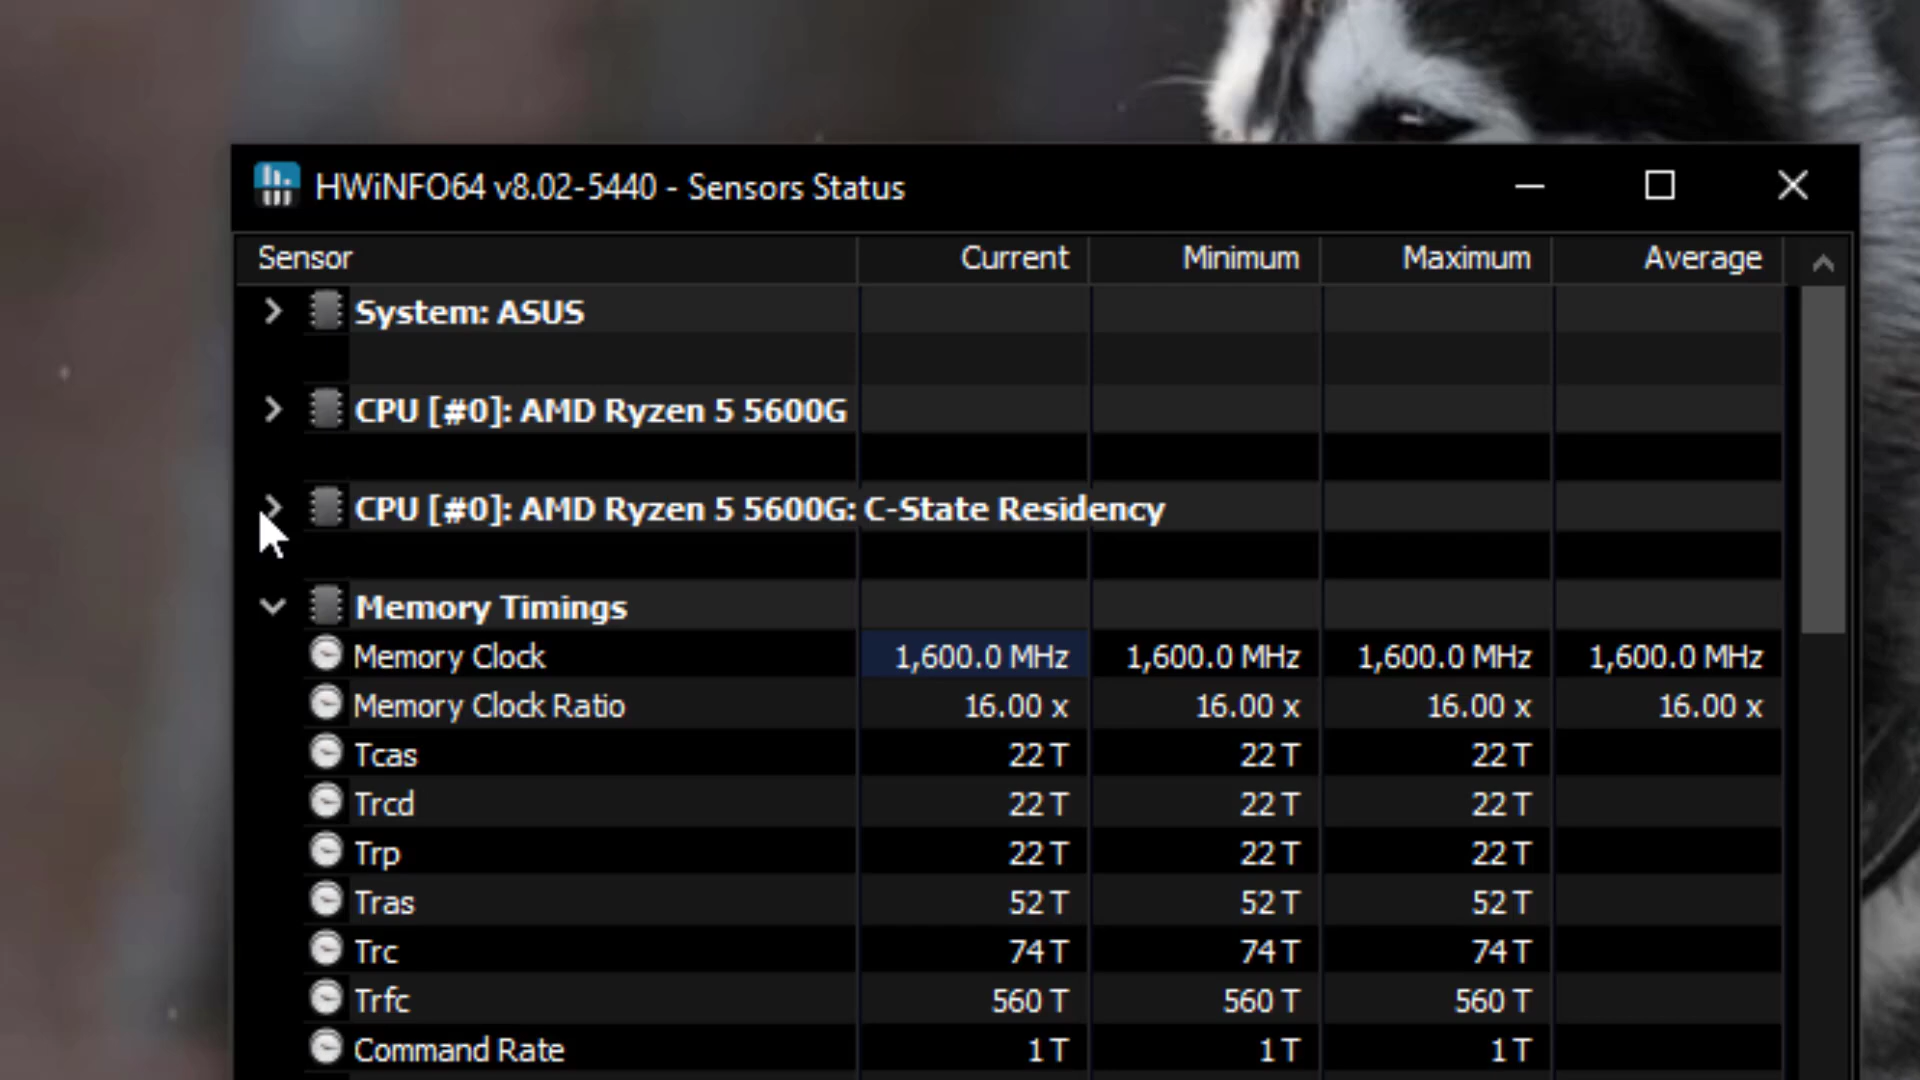 HWiNFO64 v8.02-5440 - Sensors Status
Sensor Current Minimum Maximum Average
System: ASUS
CPU [#0]: AMD Ryzen 5 5600G
CPU [#0]: AMD Ryzen 5 5600G: C-State Residency
Memory Timings
Memory Clock 1,600.0 MHz 1,600.0 MHz 1,600.0 MHz 1,600.0 MHz
Memory Clock Ratio 16.00 x 16.00 x 16.00 x 16.00 x
Tcas 22 T 22 T 22 T
Trcd 22 T 22 T 22 T
Trp 22 T 22 T 22 T
Tras 52 T 52 T 52 T
Trc 74 T 74 T 74 T
Trfc 560 T 560 T 560 T
Command Rate 1 T 1 T 1 T